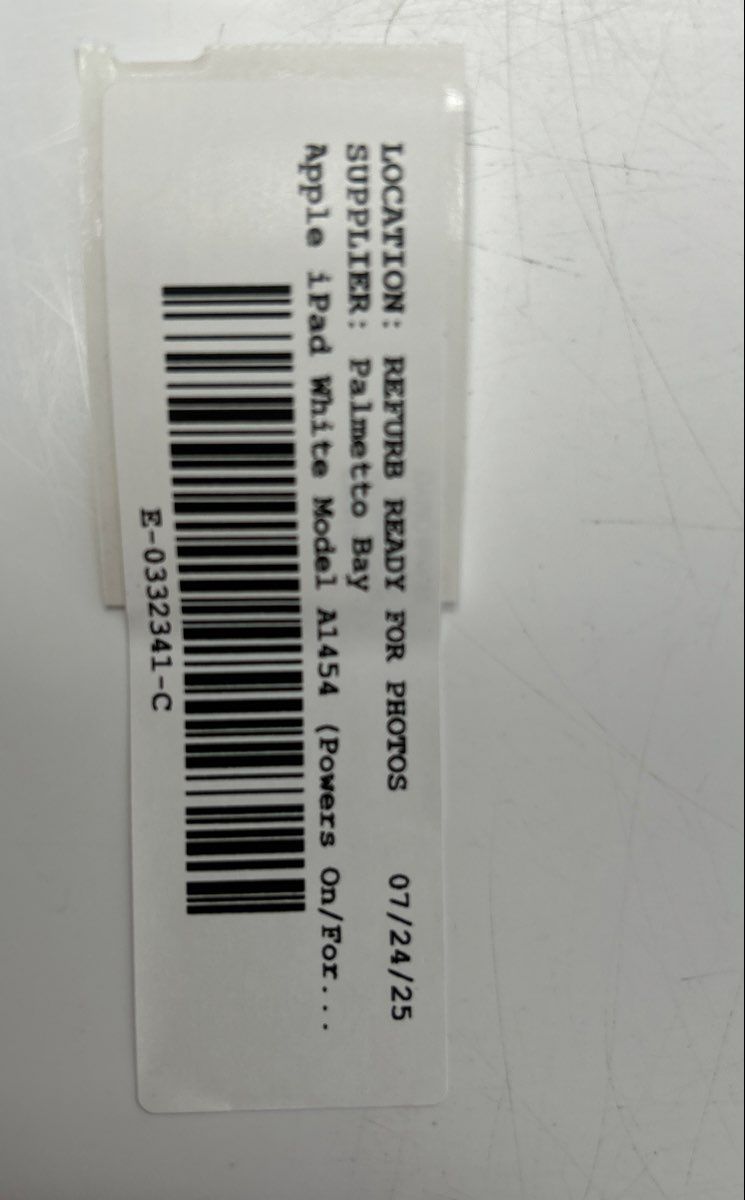 LOCATION: REFURB READY FOR PHOTOS 07/24/25
SUPPLIER: Palmetto Bay
Apple iPad White Model A1454 (Powers On/For...
E-0332341-C